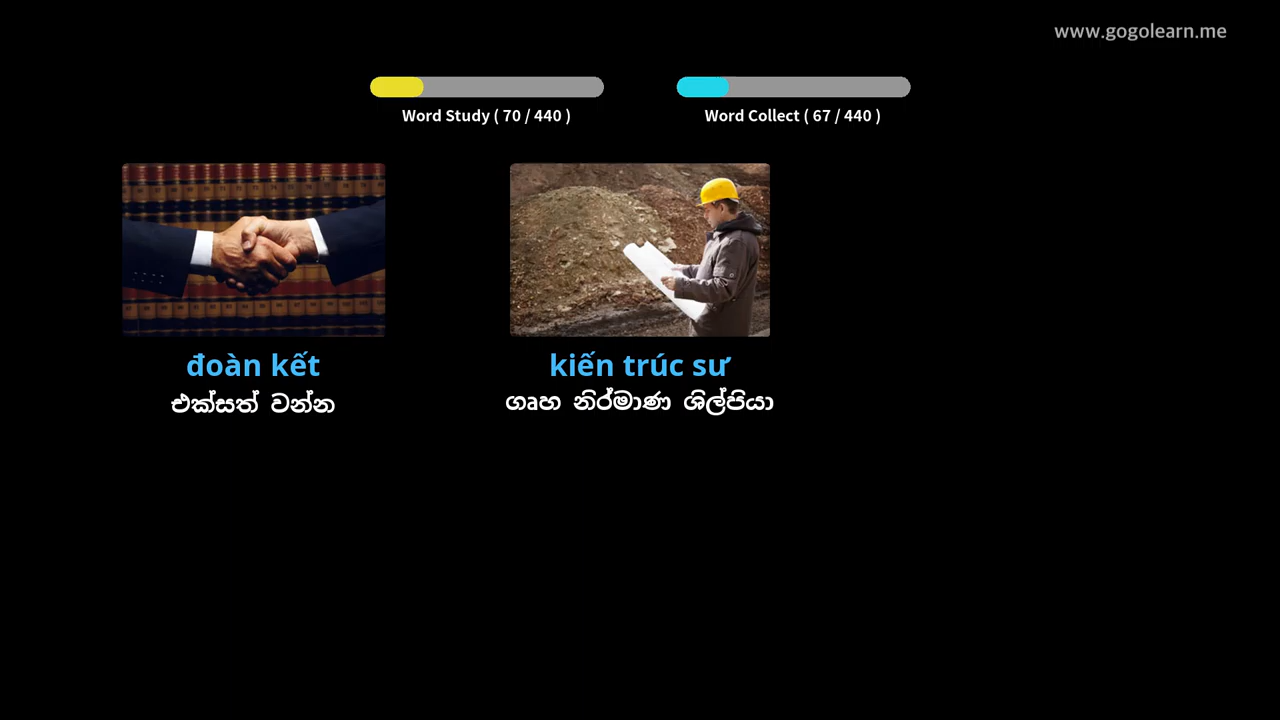 www.gogolearn.me
Word Study ( 70 / 440 )
Word Collect ( 67 / 440 )
đoàn kết
එක්සත් වන්න
kiến trúc sư
ගෘහ නිර්මාණ ශිල්පියා